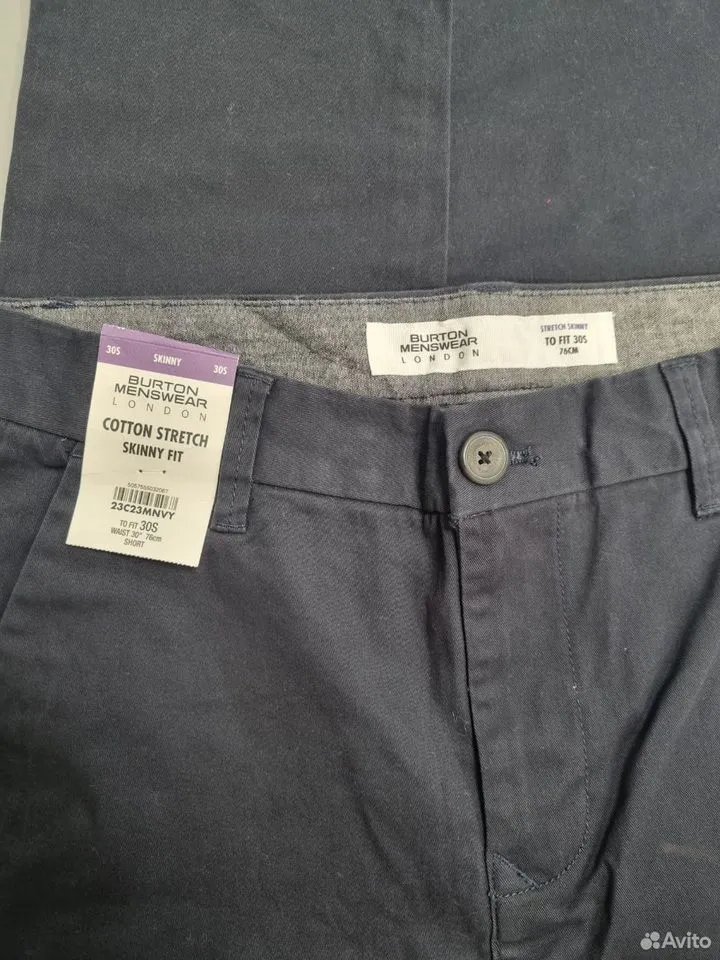 BURTON
MENSWEAR
LONDON
STRETCH SKINNY
TO FIT 30S
76CM
30S SKINNY 30S
BURTON
MENSWEAR
LONDON
COTTON STRETCH
SKINNY FIT
23C23MNVY
TO FIT 30S
WAIST 30" 76cm
SHORT
Avito